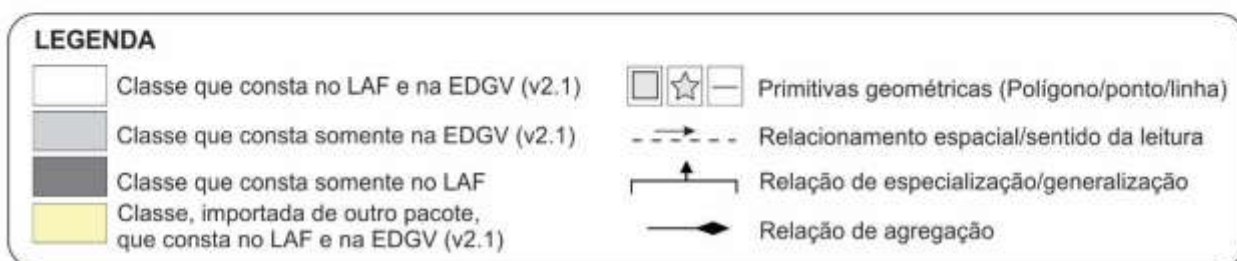 LEGENDA
Classe que consta no LAF e na EDGV (v2.1)
Classe que consta somente na EDGV (v2.1)
Classe que consta somente no LAF
Classe, importada de outro pacote,
que consta no LAF e na EDGV (v2.1)
Primitivas geométricas (Polígono/ponto/linha)
Relacionamento espacial/sentido da leitura
Relação de especialização/generalização
Relação de agregação